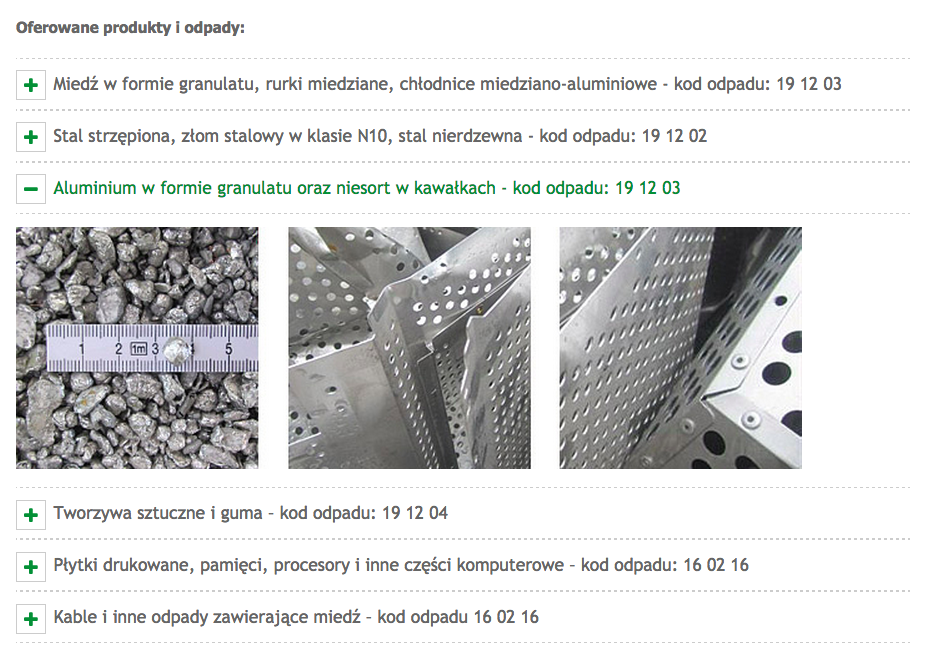 Oferowane produkty i odpady:
Miedź w formie granulatu, rurki miedziane, chłodnice miedziano-aluminiowe - kod odpadu: 19 12 03
Stal strzępiona, złom stalowy w klasie N10, stal nierdzewna - kod odpadu: 19 12 02
Aluminium w formie granulatu oraz niesort w kawałkach - kod odpadu: 19 12 03
1 2 1m 3 5
Tworzywa sztuczne i guma – kod odpadu: 19 12 04
Płytki drukowane, pamięci, procesory i inne części komputerowe – kod odpadu: 16 02 16
Kable i inne odpady zawierające miedź – kod odpadu 16 02 16